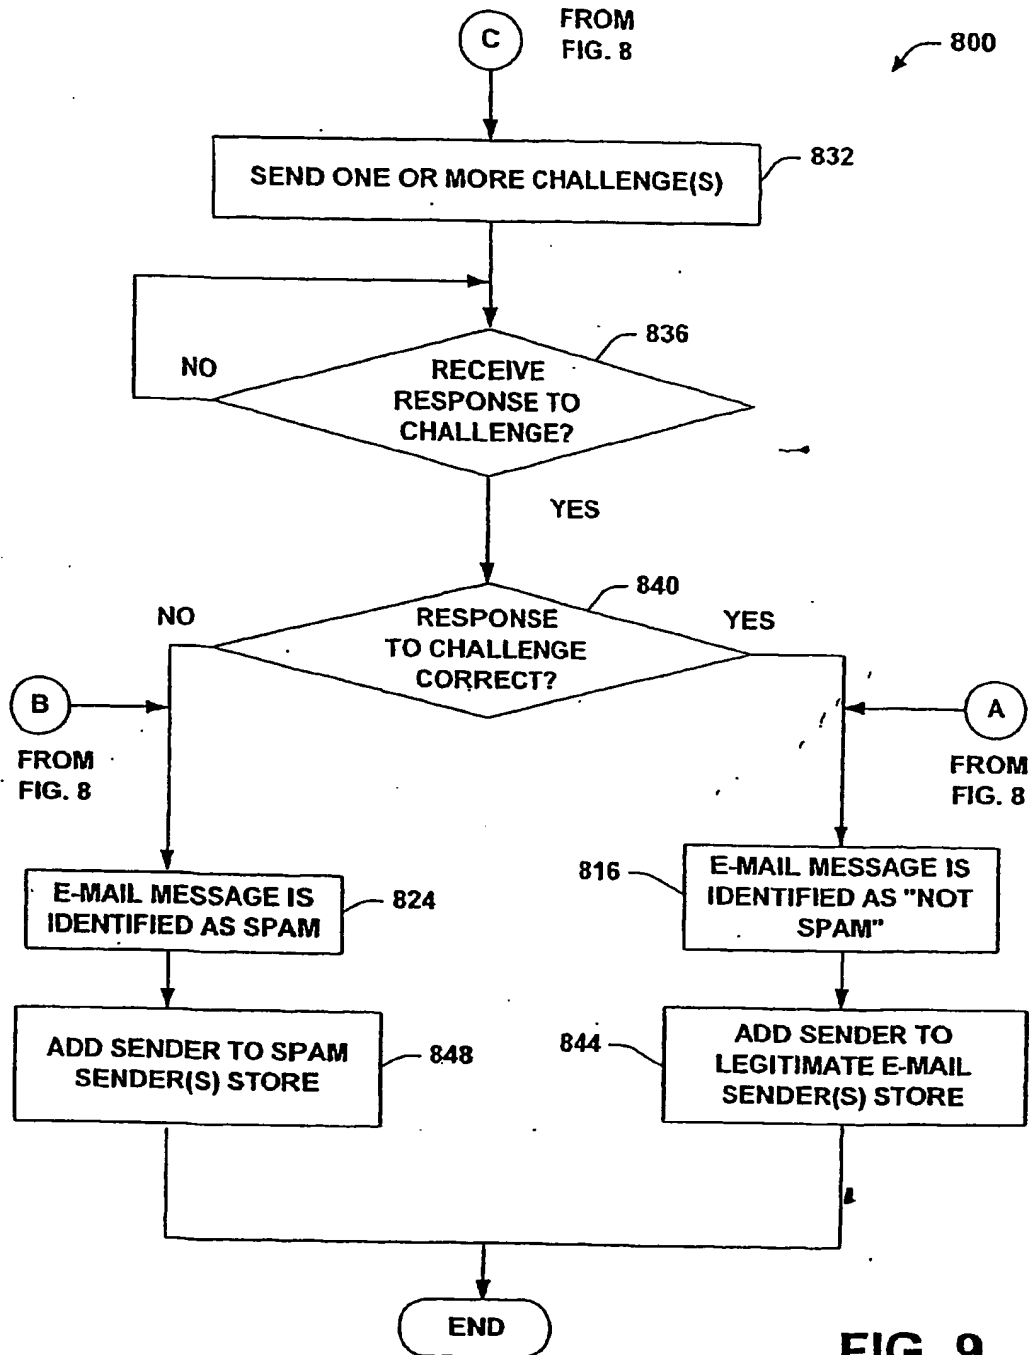 C
FROM
FIG. 8
800
SEND ONE OR MORE CHALLENGE(S)
832
NO
836
RECEIVE
RESPONSE TO
CHALLENGE?
YES
840
NO
RESPONSE
TO CHALLENGE
CORRECT?
YES
B
FROM
FIG. 8
A
FROM
FIG. 8
E-MAIL MESSAGE IS
IDENTIFIED AS SPAM
824
816
E-MAIL MESSAGE IS
IDENTIFIED AS "NOT
SPAM"
ADD SENDER TO SPAM
SENDER(S) STORE
848
844
ADD SENDER TO
LEGITIMATE E-MAIL
SENDER(S) STORE
END
FIG. 9